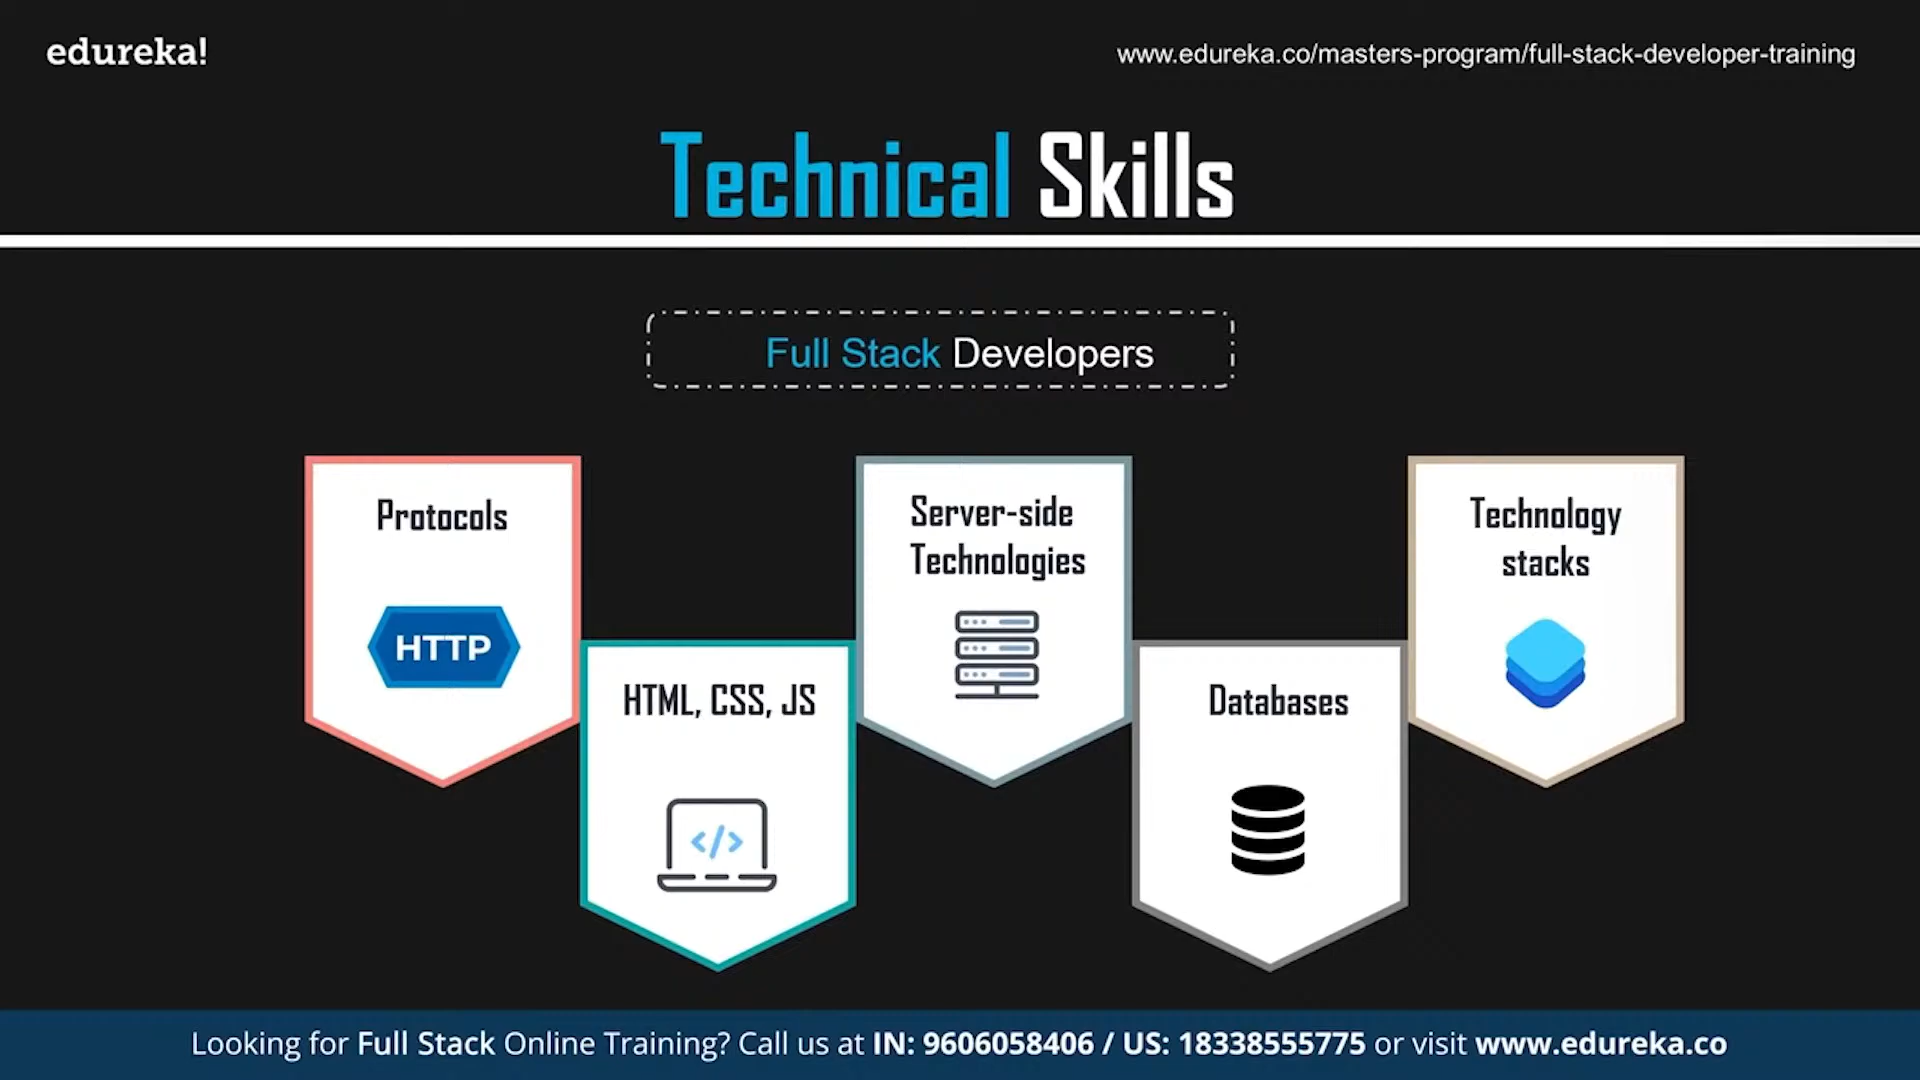 edureka!
www.edureka.co/masters-program/full-stack-developer-training
Technical Skills
Full Stack Developers
Protocols
HTTP
HTML, CSS, JS
</>
Server-side
Technologies
Databases
Technology
stacks
Looking for Full Stack Online Training? Call us at IN: 9606058406 / US: 18338555775 or visit www.edureka.co